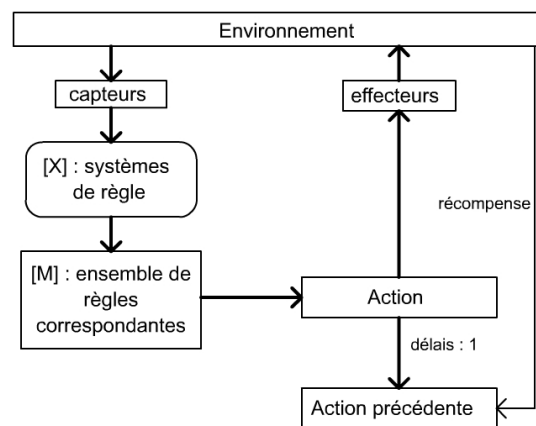 Environnement
capteurs
effecteurs
[X] : systèmes
de règle
récompense
[M] : ensemble de
règles
correspondantes
Action
délais : 1
Action précédente